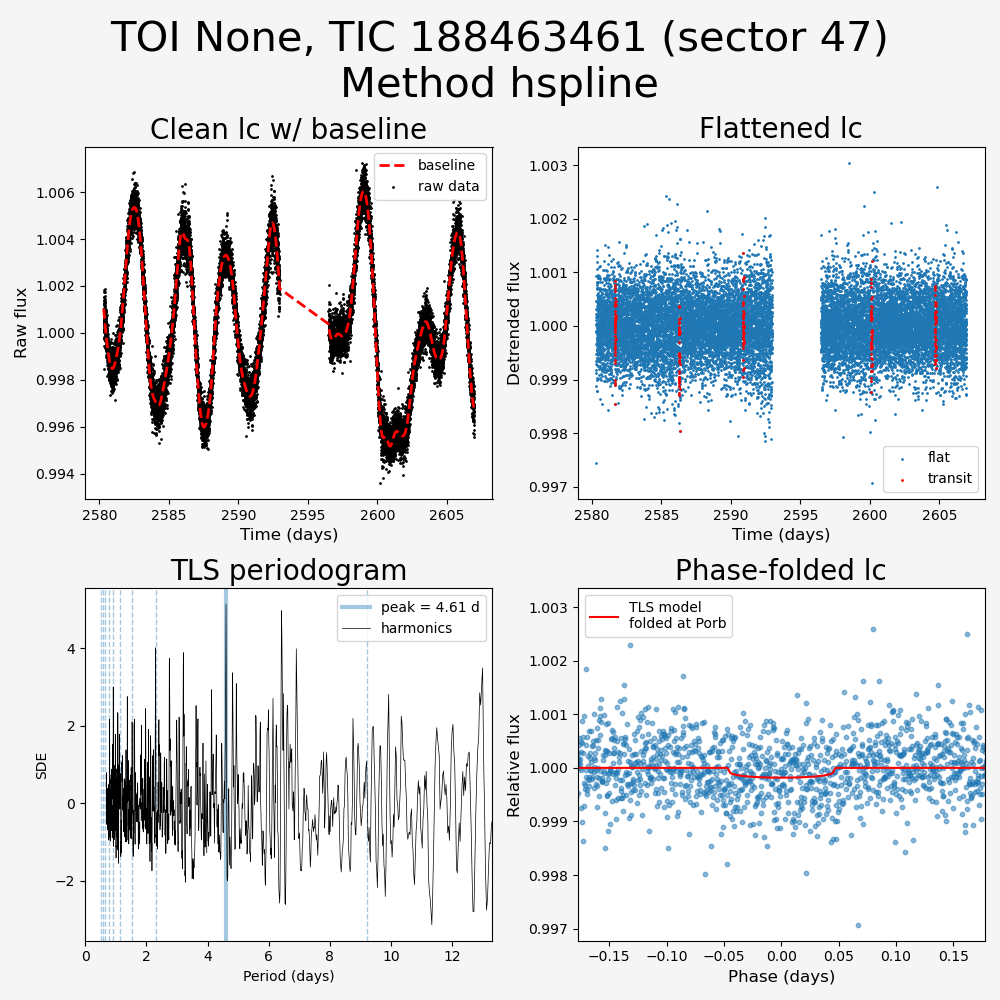 TOI None, TIC 188463461 (sector 47)
Method hspline
Clean lc w/ baseline
Raw flux
1.006
1.004
1.002
1.000
0.998
0.996
0.994
baseline
raw data
2580
2585
2590
2595
2600
2605
Time (days)
Flattened lc
Detrended flux
1.003
1.002
1.001
1.000
0.999
0.998
0.997
flat
transit
2580
2585
2590
2595
2600
2605
Time (days)
TLS periodogram
SDE
4
2
0
−2
peak = 4.61 d
harmonics
0
2
4
6
8
10
12
Period (days)
Phase-folded lc
Relative flux
1.003
1.002
1.001
1.000
0.999
0.998
0.997
TLS model
folded at Porb
−0.15
−0.10
−0.05
0.00
0.05
0.10
0.15
Phase (days)